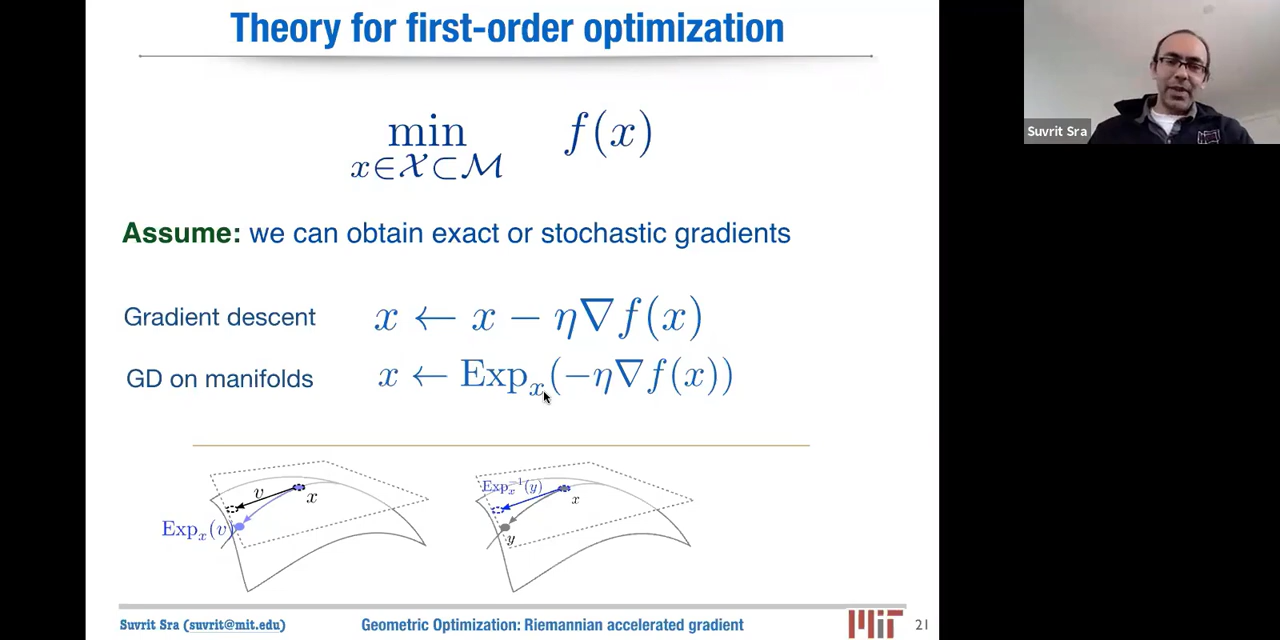 Theory for first-order optimization
min f(x)
x∈𝒳⊂ℳ
Assume: we can obtain exact or stochastic gradients
Gradient descent x ← x − η∇f(x)
GD on manifolds x ← Exp_x(−η∇f(x))
v
x
Exp_x(v)
Exp_x^{-1}(y)
x
y
Suvrit Sra (suvrit@mit.edu) Geometric Optimization: Riemannian accelerated gradient MIT 21
Suvrit Sra